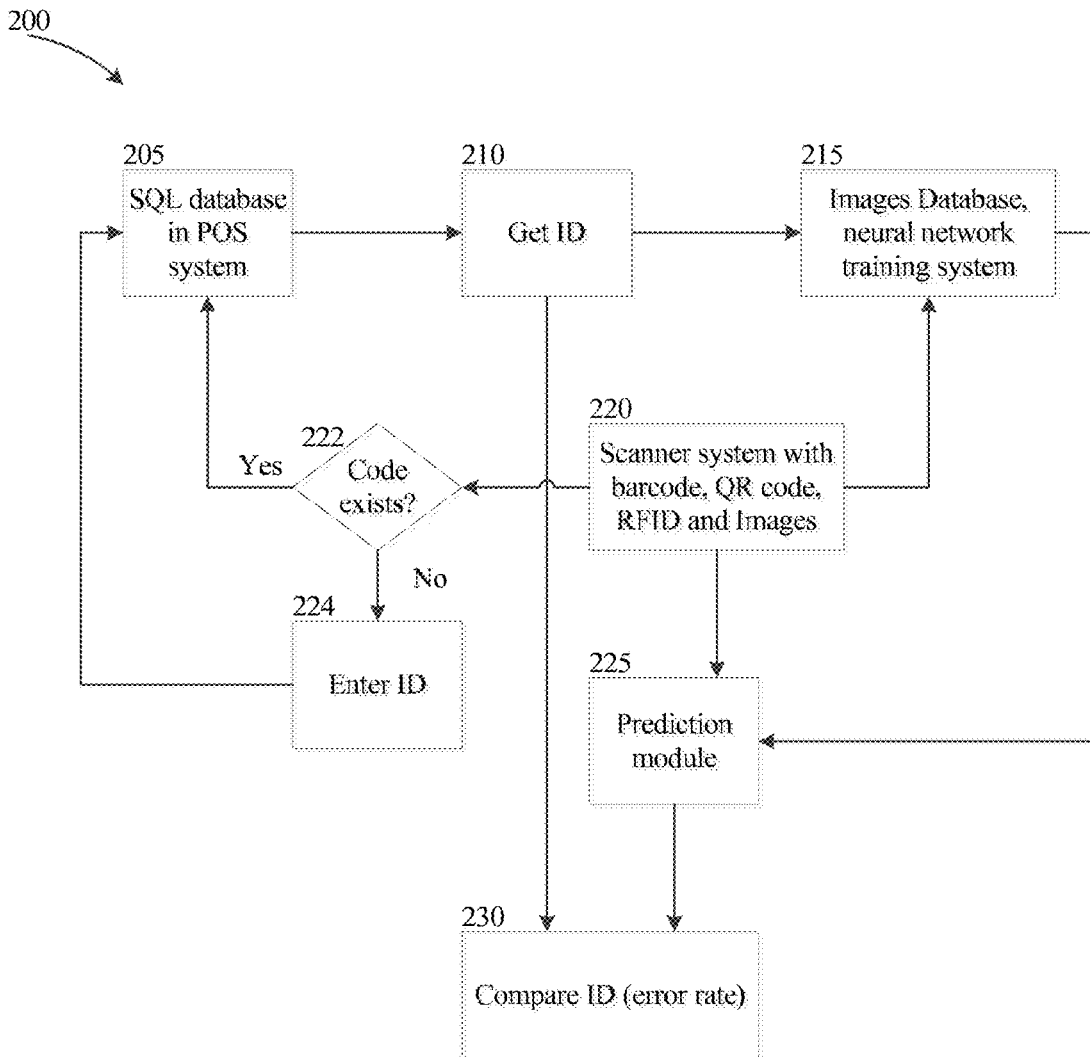 200
205
SQL database
in POS
system
210
Get ID
215
Images Database,
neural network
training system
220
Scanner system with
barcode, QR code,
RFID and Images
222
Code
exists?
Yes
No
224
Enter ID
225
Prediction
module
230
Compare ID (error rate)